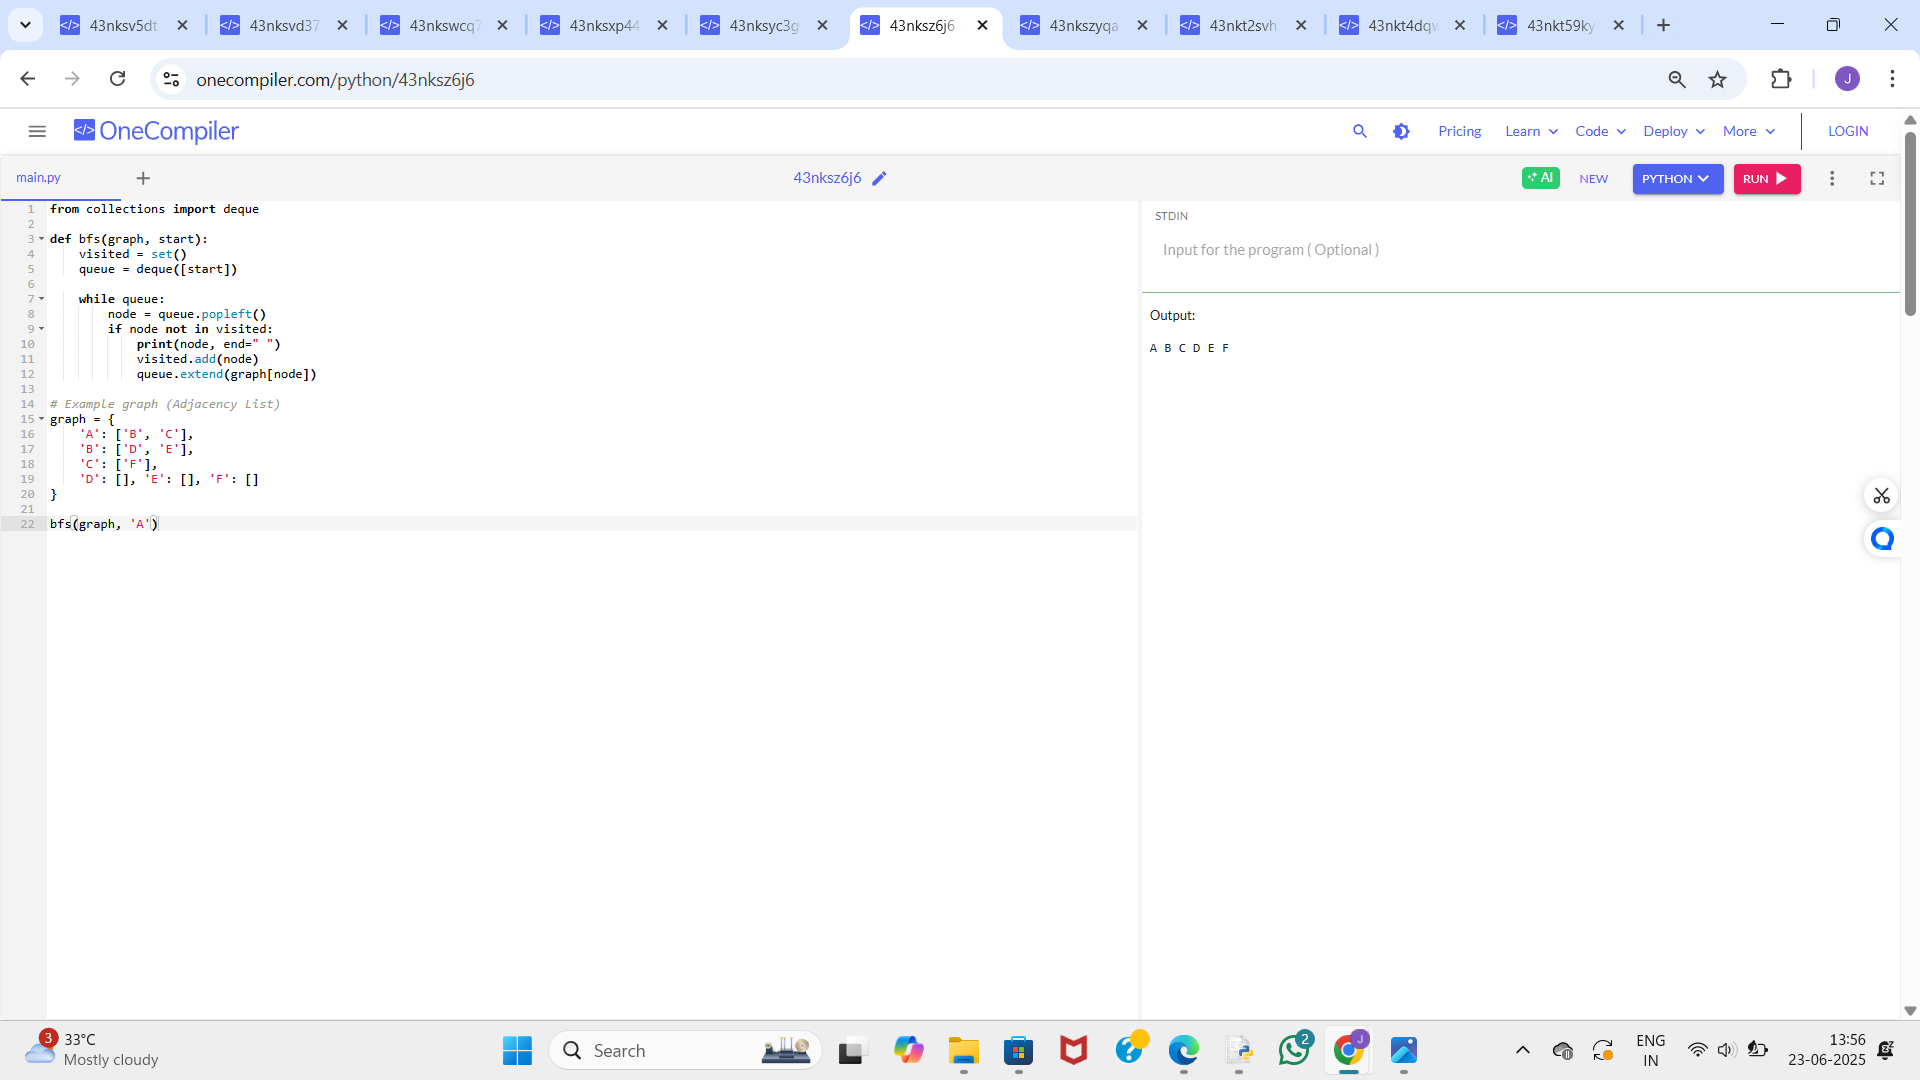 43nksv5dt
43nksvd37
43nkswcq7
43nksxp44
43nksyc3g
43nksz6j6
43nkszyqa
43nkt2svh
43nkt4dqw
43nkt59ky
onecompiler.com/python/43nksz6j6
J
</> OneCompiler
Pricing
Learn
Code
Deploy
More
LOGIN
main.py
43nksz6j6
AI
NEW
PYTHON
RUN
1 from collections import deque
2
3 def bfs(graph, start):
4 visited = set()
5 queue = deque([start])
6
7 while queue:
8 node = queue.popleft()
9 if node not in visited:
10 print(node, end=" ")
11 visited.add(node)
12 queue.extend(graph[node])
13
14 # Example graph (Adjacency List)
15 graph = {
16 'A': ['B', 'C'],
17 'B': ['D', 'E'],
18 'C': ['F'],
19 'D': [], 'E': [], 'F': []
20 }
21
22 bfs(graph, 'A')
STDIN
Input for the program ( Optional )
Output:
A B C D E F
3
33°C
Mostly cloudy
Search
2
J
ENG
IN
13:56
23-06-2025